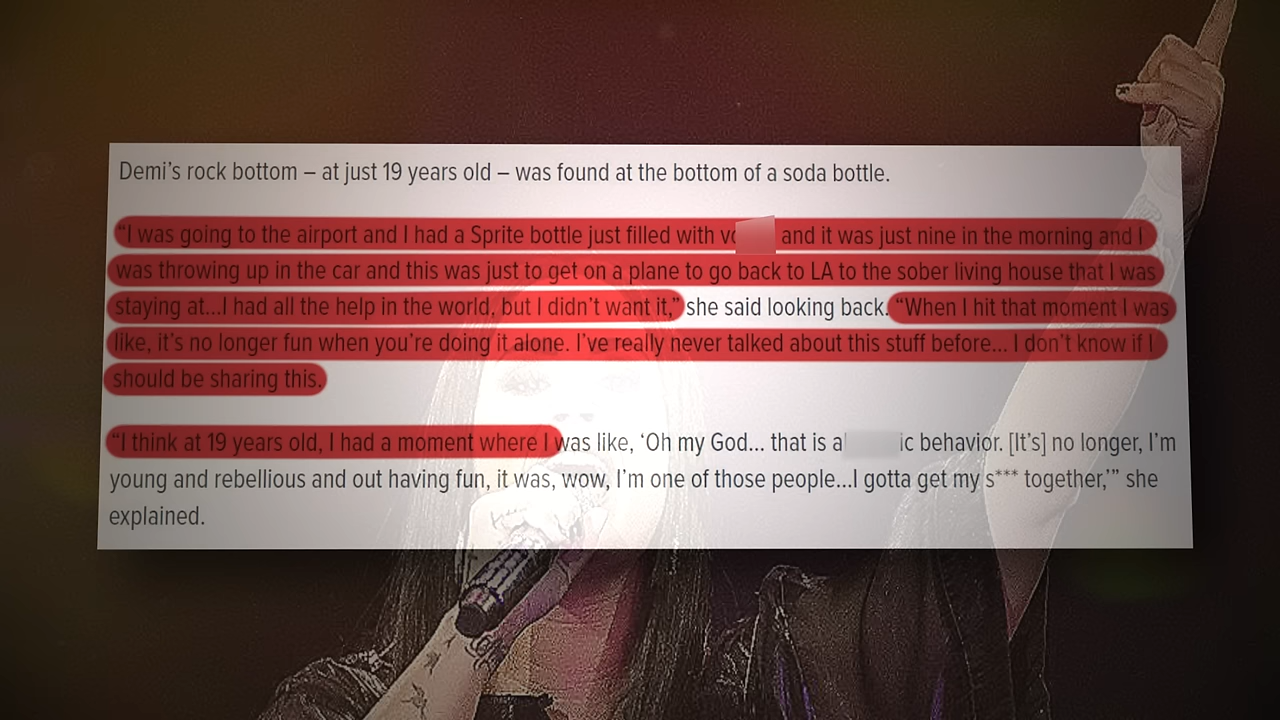 Demi's rock bottom – at just 19 years old – was found at the bottom of a soda bottle.
"I was going to the airport and I had a Sprite bottle just filled with and it was just nine in the morning and I
was throwing up in the car and this was just to get on a plane to go back to LA to the sober living house that I was
staying at...I had all the help in the world, but I didn't want it," she said looking back. "When I hit that moment I was
like, it's no longer fun when you're doing it alone. I've really never talked about this stuff before... I don't know if I
should be sharing this.
"I think at 19 years old, I had a moment where I was like, 'Oh my God... that is behavior. [It's] no longer, I'm
young and rebellious and out having fun, it was, wow, I'm one of those people...I gotta get my s*** together,'" she
explained.